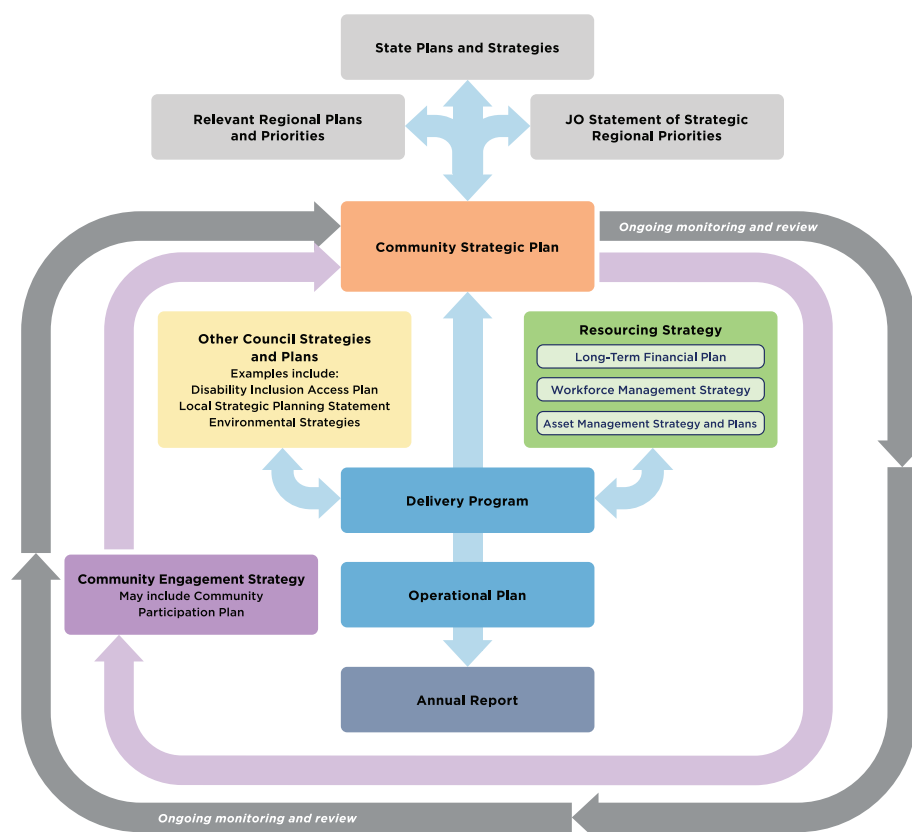 State Plans and Strategies
Relevant Regional Plans
and Priorities
JO Statement of Strategic
Regional Priorities
Community Strategic Plan
Ongoing monitoring and review
Other Council Strategies
and Plans
Examples include:
Disability Inclusion Access Plan
Local Strategic Planning Statement
Environmental Strategies
Resourcing Strategy
Long-Term Financial Plan
Workforce Management Strategy
Asset Management Strategy and Plans
Delivery Program
Community Engagement Strategy
May include Community
Participation Plan
Operational Plan
Annual Report
Ongoing monitoring and review